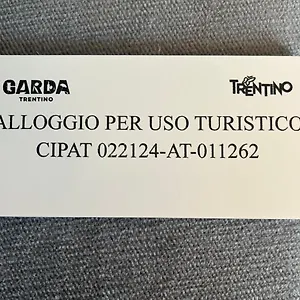 GARDA
TRENTINO
TRENTINO
ALLOGGIO PER USO TURISTICO
CIPAT 022124-AT-011262